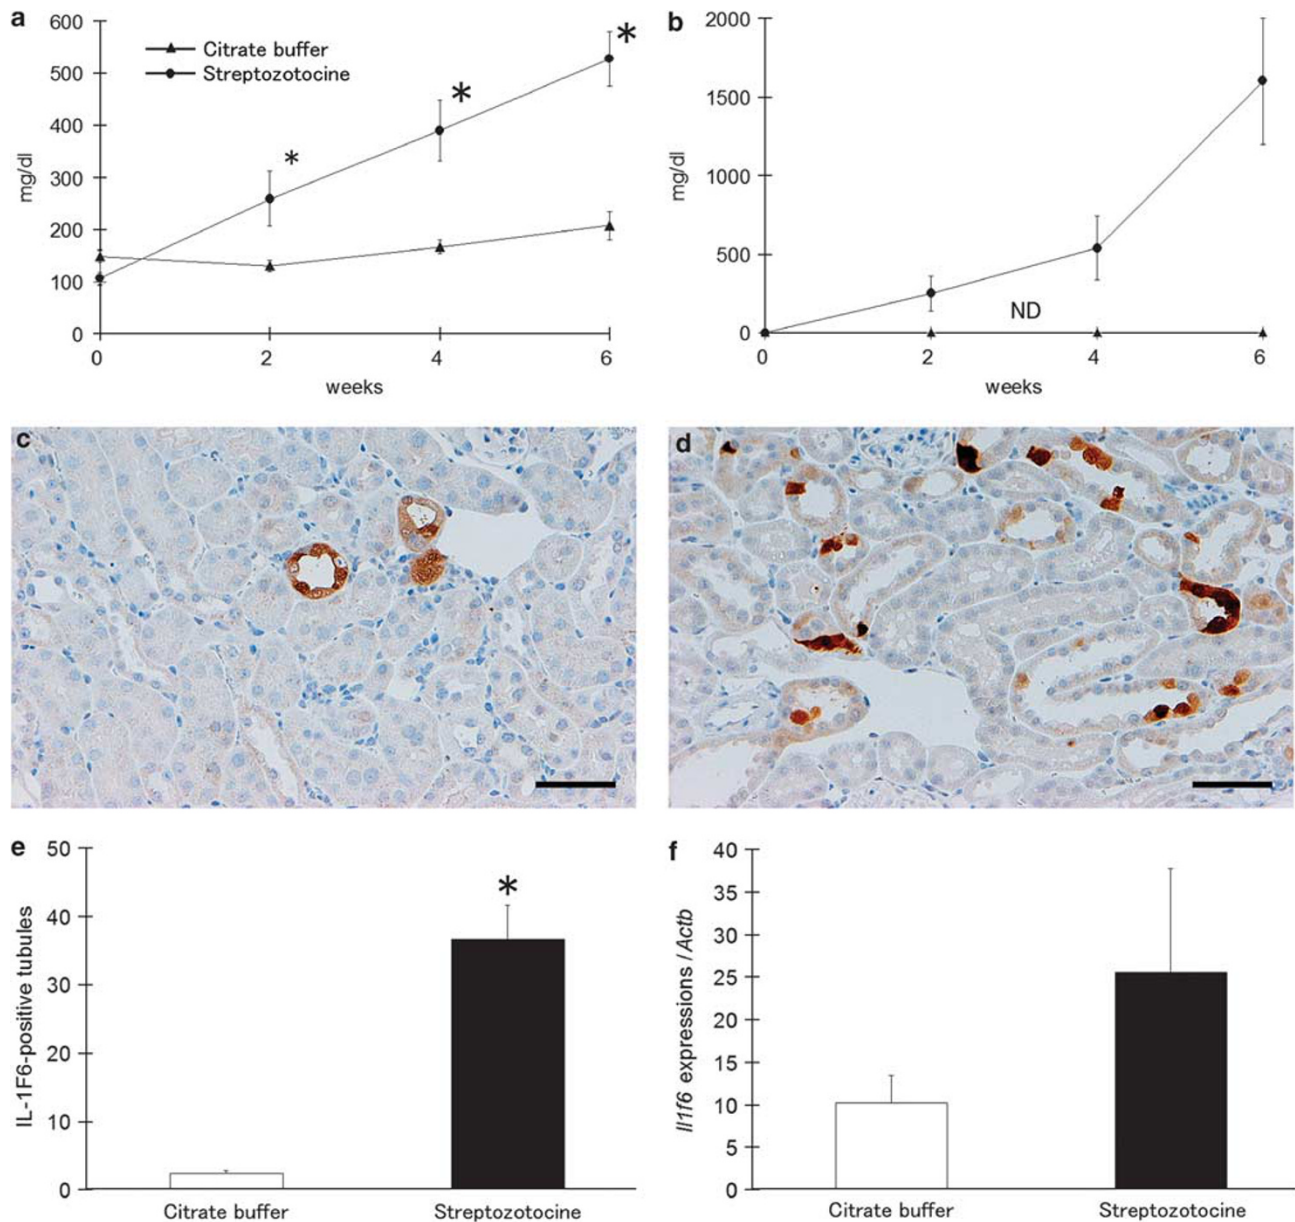 a
600
500
400
300
200
100
0
mg/dl
Citrate buffer
Streptozotocine
*
*
*
0 2 4 6
weeks
b
2000
1500
1000
500
0
mg/dl
ND
0 2 4 6
weeks
c
d
e
50
40
30
20
10
0
IL-1F6-positive tubules
*
Citrate buffer Streptozotocine
f
40
35
30
25
20
15
10
5
0
Il1f6 expressions / Actb
Citrate buffer Streptozotocine